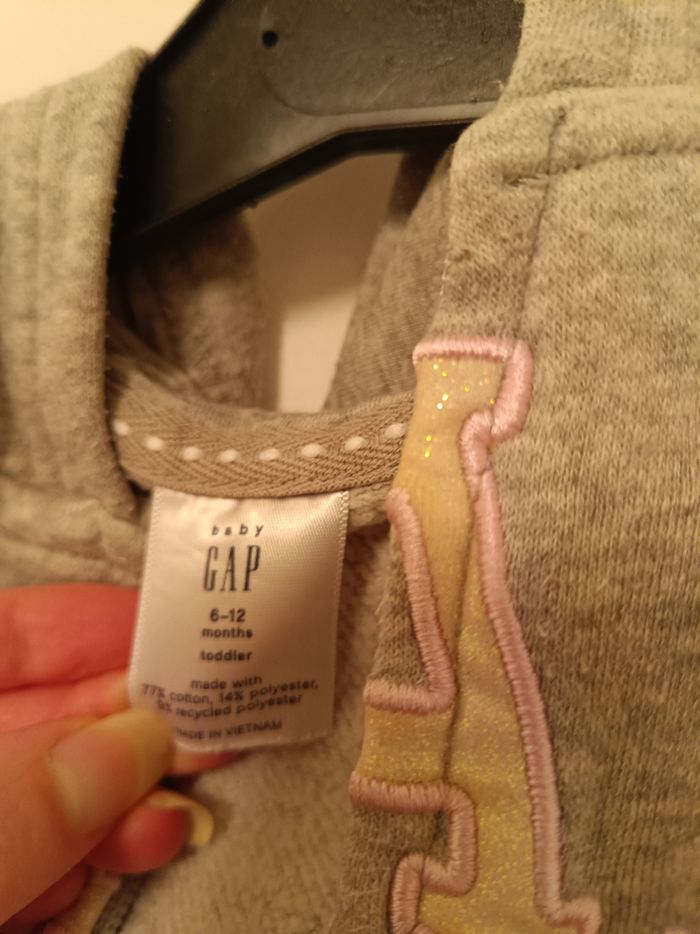 baby
GAP
6–12
months
toddler
made with
77% cotton, 14% polyester,
9% recycled polyester
MADE IN VIETNAM